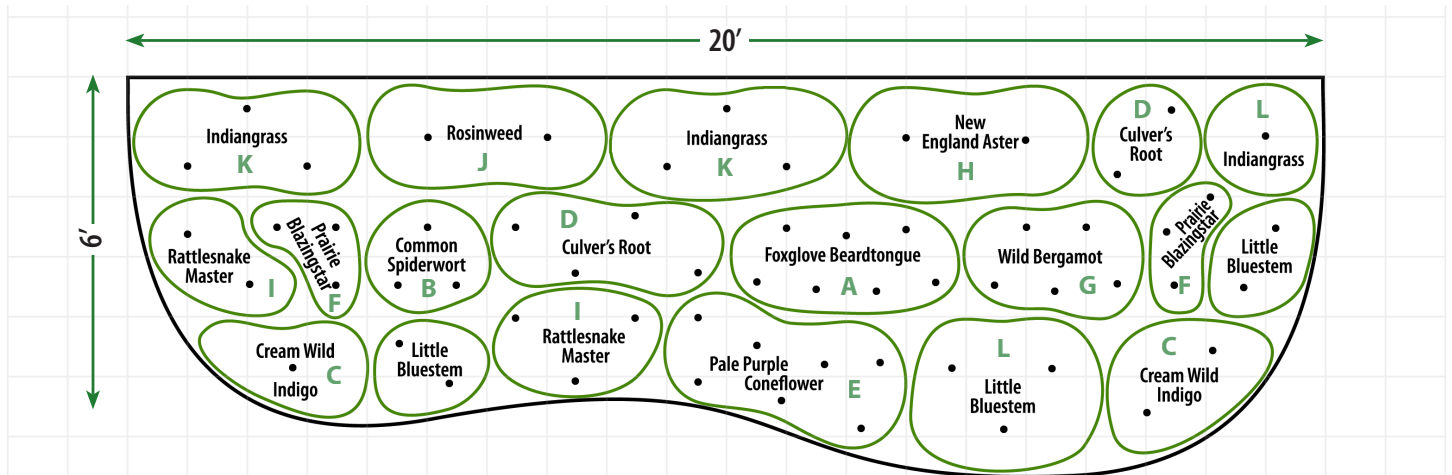 20’
6’
Indiangrass
K
Rosinweed
J
Indiangrass
K
New
England Aster
H
D
Culver’s
Root
L
Indiangrass
Rattlesnake
Master
I
Prairie
Blazingstar
F
Common
Spiderwort
B
D
Culver’s Root
Foxglove Beardtongue
A
Wild Bergamot
G
Prairie
Blazingstar
F
Little
Bluestem
Cream Wild
Indigo
C
Little
Bluestem
I
Rattlesnake
Master
Pale Purple
Coneflower
E
L
Little
Bluestem
C
Cream Wild
Indigo